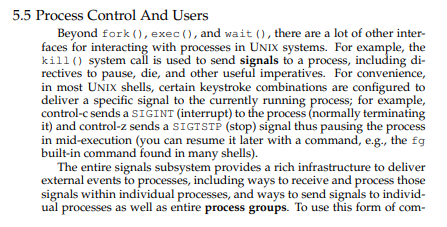 5.5 Process Control And Users
Beyond fork(), exec(), and wait(), there are a lot of other inter-
faces for interacting with processes in UNIX systems. For example, the
kill() system call is used to send signals to a process, including di-
rectives to pause, die, and other useful imperatives. For convenience,
in most UNIX shells, certain keystroke combinations are configured to
deliver a specific signal to the currently running process; for example,
control-c sends a SIGINT (interrupt) to the process (normally terminating
it) and control-z sends a SIGTSTP (stop) signal thus pausing the process
in mid-execution (you can resume it later with a command, e.g., the fg
built-in command found in many shells).
The entire signals subsystem provides a rich infrastructure to deliver
external events to processes, including ways to receive and process those
signals within individual processes, and ways to send signals to individ-
ual processes as well as entire process groups. To use this form of com-